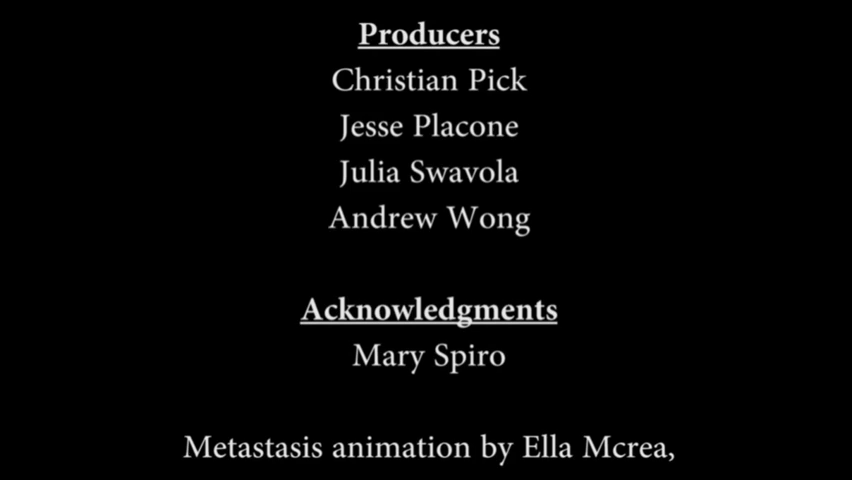 Producers
Christian Pick
Jesse Placone
Julia Swavola
Andrew Wong
Acknowledgments
Mary Spiro
Metastasis animation by Ella Mcrea,